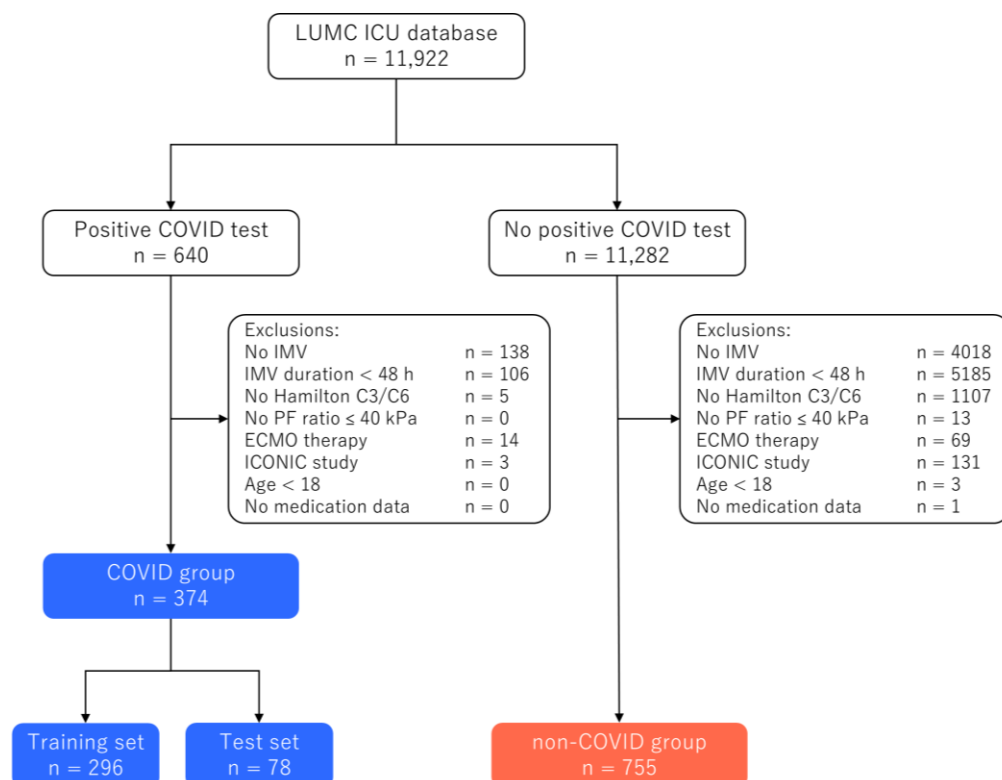 LUMC ICU database
n = 11,922
Positive COVID test
n = 640
No positive COVID test
n = 11,282
Exclusions:
No IMV n = 138
IMV duration < 48 h n = 106
No Hamilton C3/C6 n = 5
No PF ratio ≤ 40 kPa n = 0
ECMO therapy n = 14
ICONIC study n = 3
Age < 18 n = 0
No medication data n = 0
Exclusions:
No IMV n = 4018
IMV duration < 48 h n = 5185
No Hamilton C3/C6 n = 1107
No PF ratio ≤ 40 kPa n = 13
ECMO therapy n = 69
ICONIC study n = 131
Age < 18 n = 3
No medication data n = 1
COVID group
n = 374
Training set
n = 296
Test set
n = 78
non-COVID group
n = 755